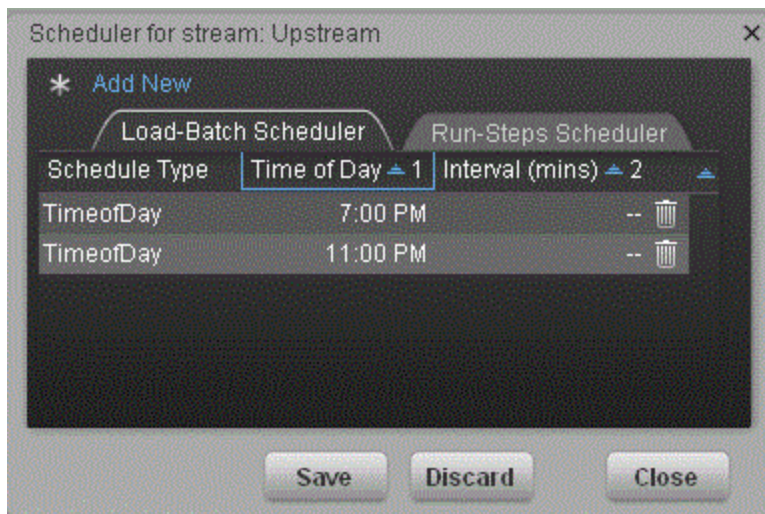 Scheduler for stream: Upstream
* Add New
Load-Batch Scheduler Run-Steps Scheduler
Schedule Type Time of Day 1 Interval (mins) 2
TimeofDay 7:00 PM --
TimeofDay 11:00 PM --
Save Discard Close